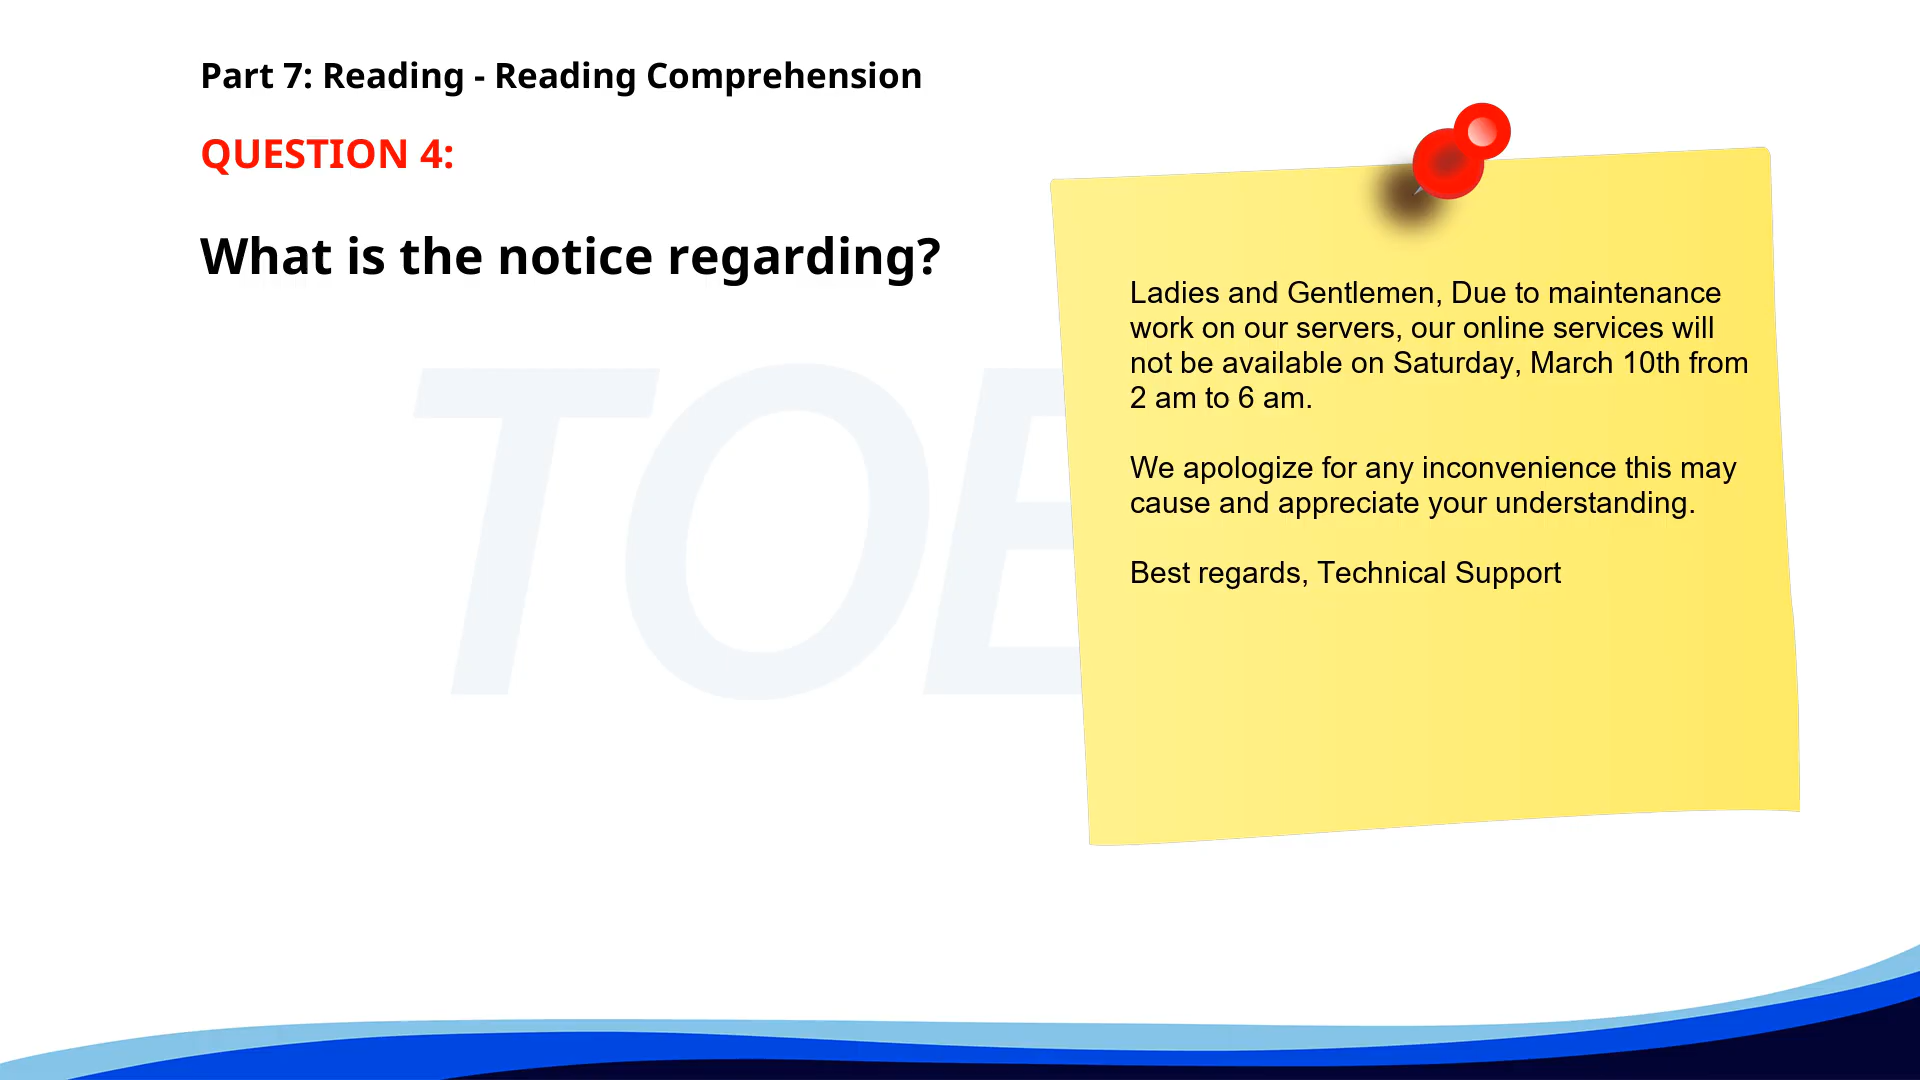 Part 7: Reading - Reading Comprehension
QUESTION 4:
What is the notice regarding?
TOE
Ladies and Gentlemen, Due to maintenance
work on our servers, our online services will
not be available on Saturday, March 10th from
2 am to 6 am.
We apologize for any inconvenience this may
cause and appreciate your understanding.
Best regards, Technical Support